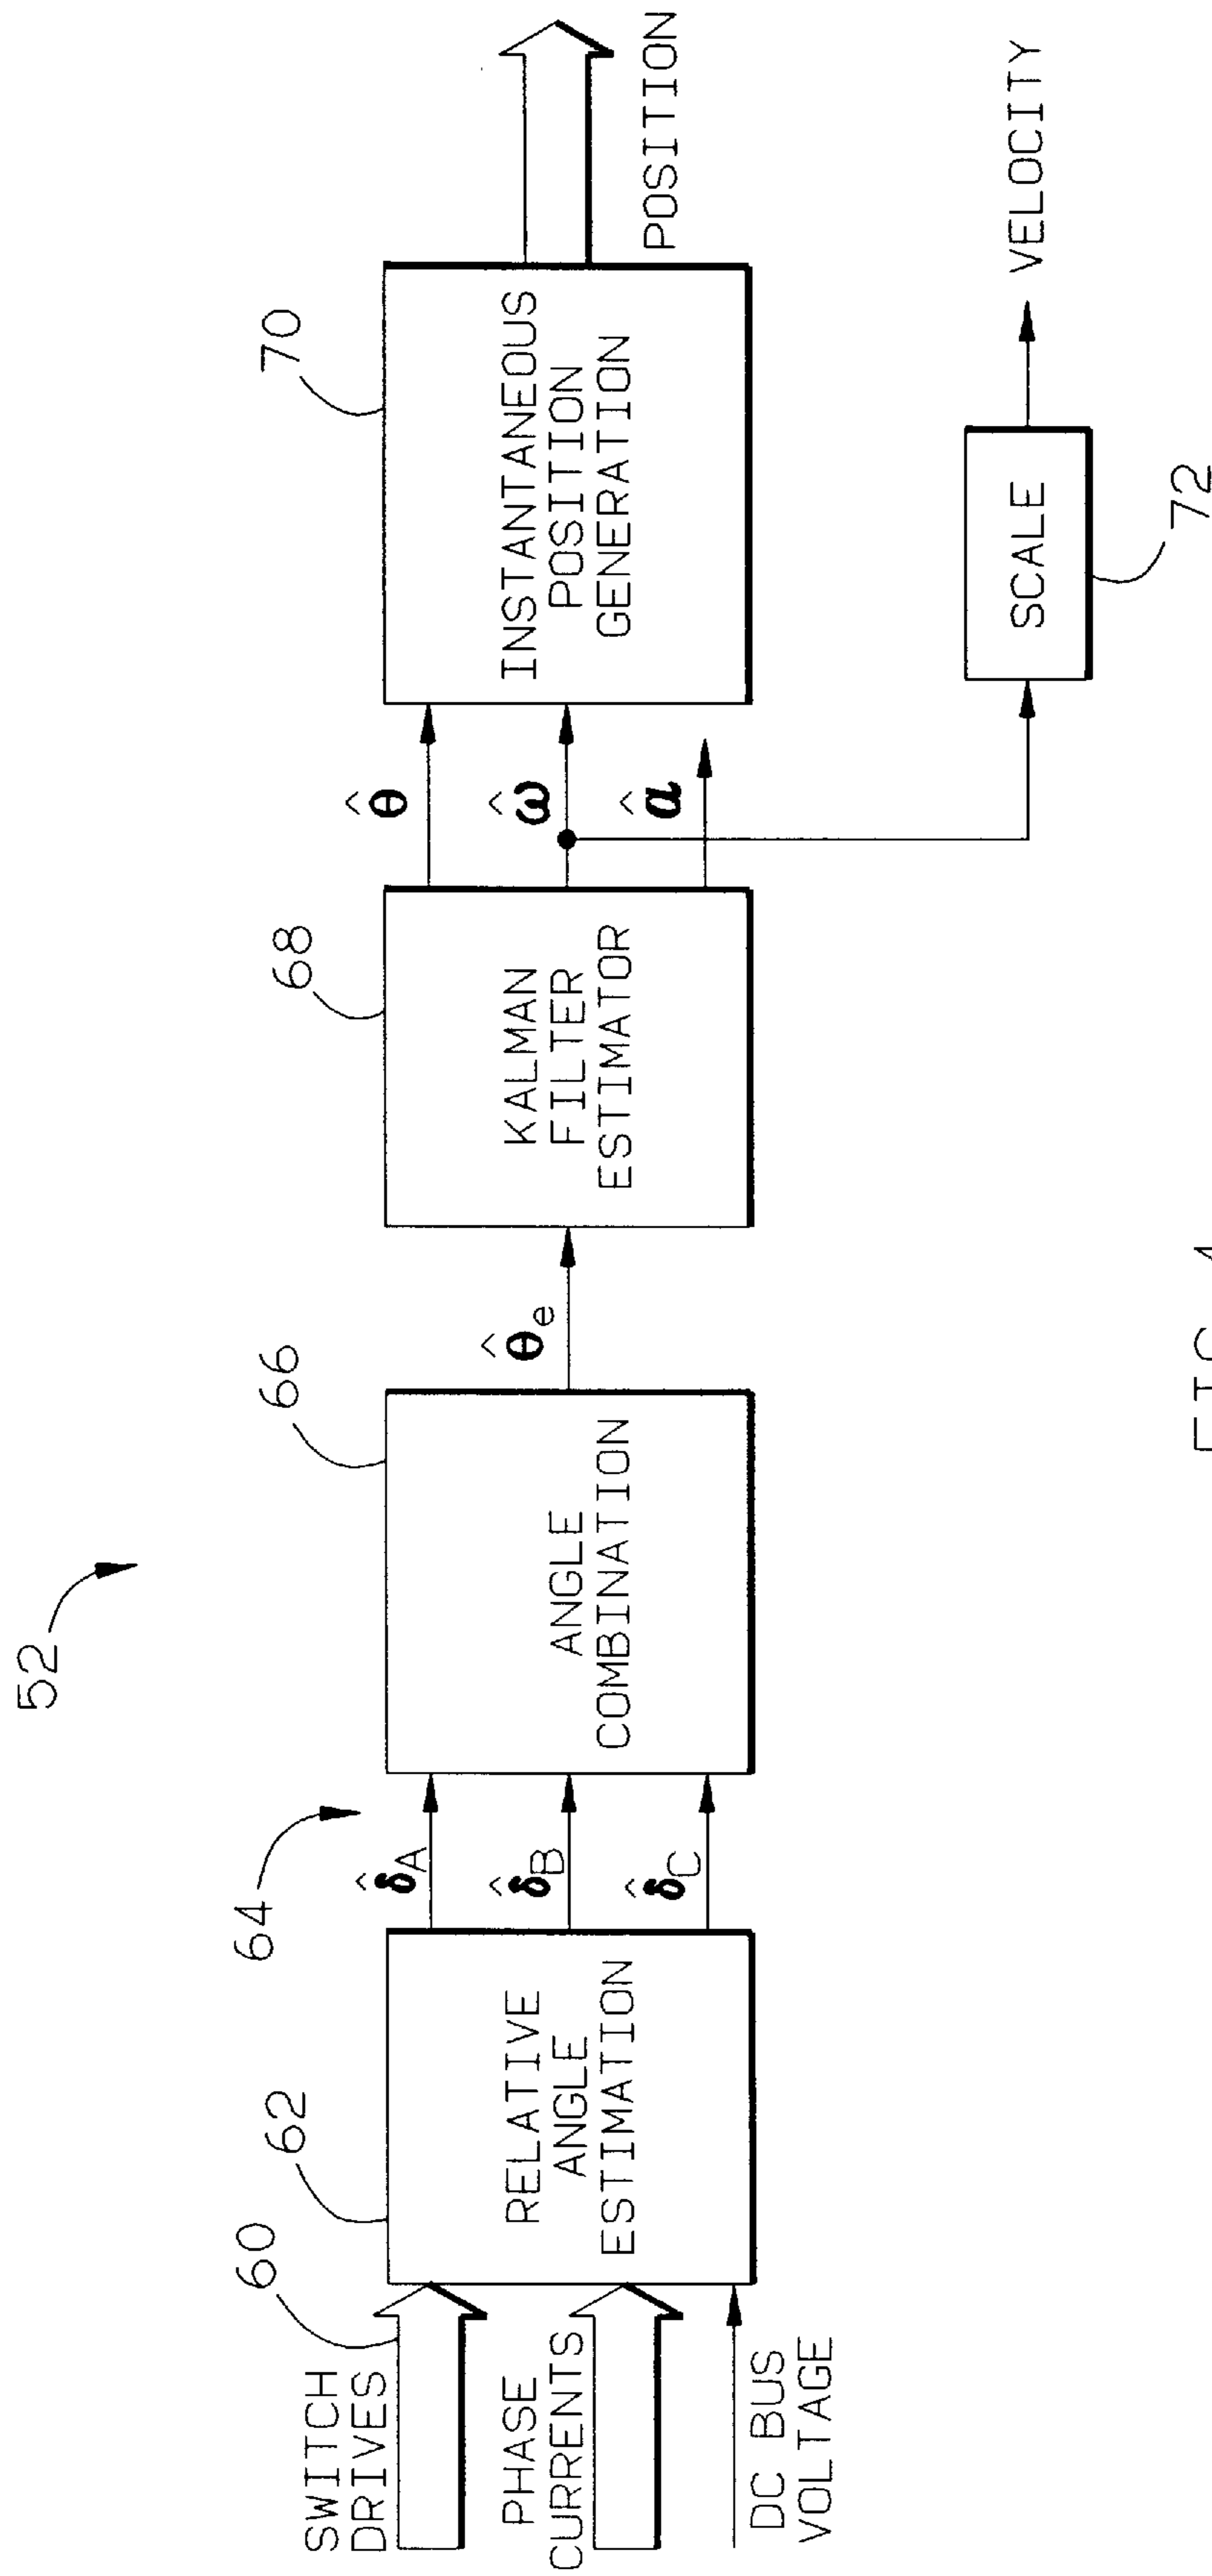 52
SWITCH
DRIVES
60
PHASE
CURRENTS
DC BUS
VOLTAGE
62
RELATIVE
ANGLE
ESTIMATION
64
δ̂A
δ̂B
δ̂C
66
ANGLE
COMBINATION
θ̂e
68
KALMAN
FILTER
ESTIMATOR
θ̂
ω̂
α̂
70
INSTANTANEOUS
POSITION
GENERATION
POSITION
SCALE
72
VELOCITY